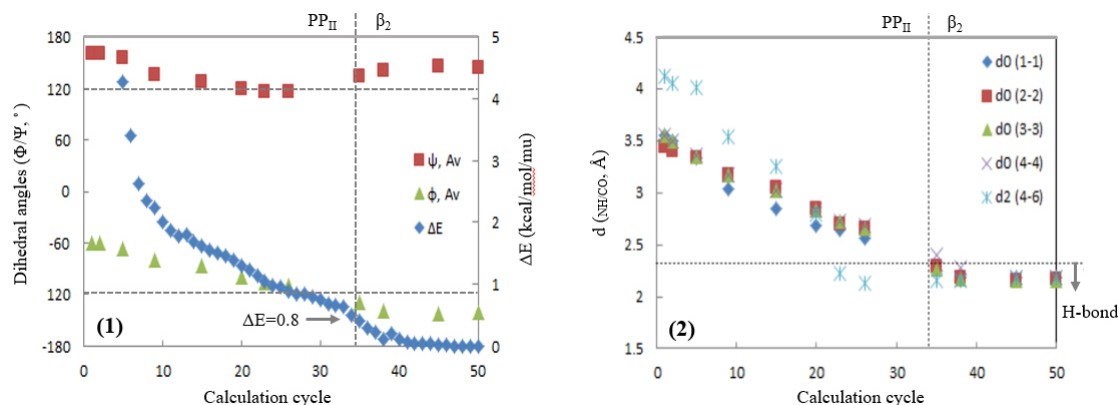 PPII β2
180
120
60
0
-60
120
-180
Dihedral angles (Φ/Ψ, °)
5
4
3
2
1
0
ΔE (kcal/mol/mu)
ψ, Av
ϕ, Av
ΔE
(1)
ΔE=0.8
0 10 20 30 40 50
Calculation cycle
PPII β2
4.5
4
3.5
3
2.5
2
1.5
d (NH/CO, Å)
d0 (1-1)
d0 (2-2)
d0 (3-3)
d0 (4-4)
d2 (4-6)
H-bond
(2)
0 10 20 30 40 50
Calculation cycle